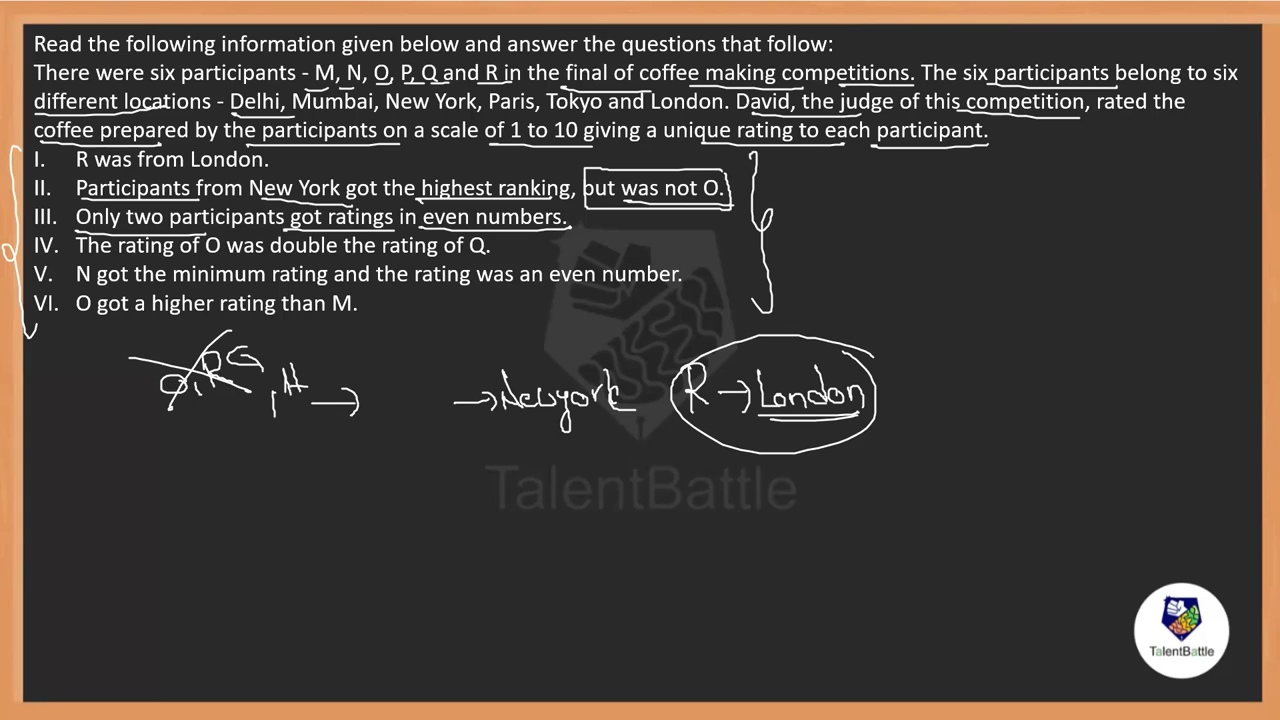 Read the following information given below and answer the questions that follow:
There were six participants - M, N, O, P, Q and R in the final of coffee making competitions. The six participants belong to six
different locations - Delhi, Mumbai, New York, Paris, Tokyo and London. David, the judge of this competition, rated the
coffee prepared by the participants on a scale of 1 to 10 giving a unique rating to each participant.
I. R was from London.
II. Participants from New York got the highest ranking, but was not O.
III. Only two participants got ratings in even numbers.
IV. The rating of O was double the rating of Q.
V. N got the minimum rating and the rating was an even number.
VI. O got a higher rating than M.
→ → Newyork R → London
TalentBattle
TalentBattle